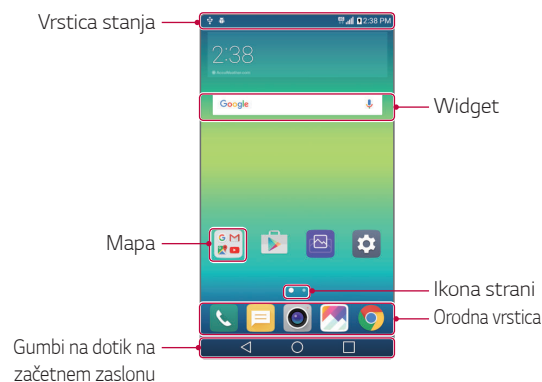 Vrstica stanja
2:38 PM
2:38
Google
Widget
Mapa
Ikona strani
Orodna vrstica
Gumbi na dotik na
začetnem zaslonu